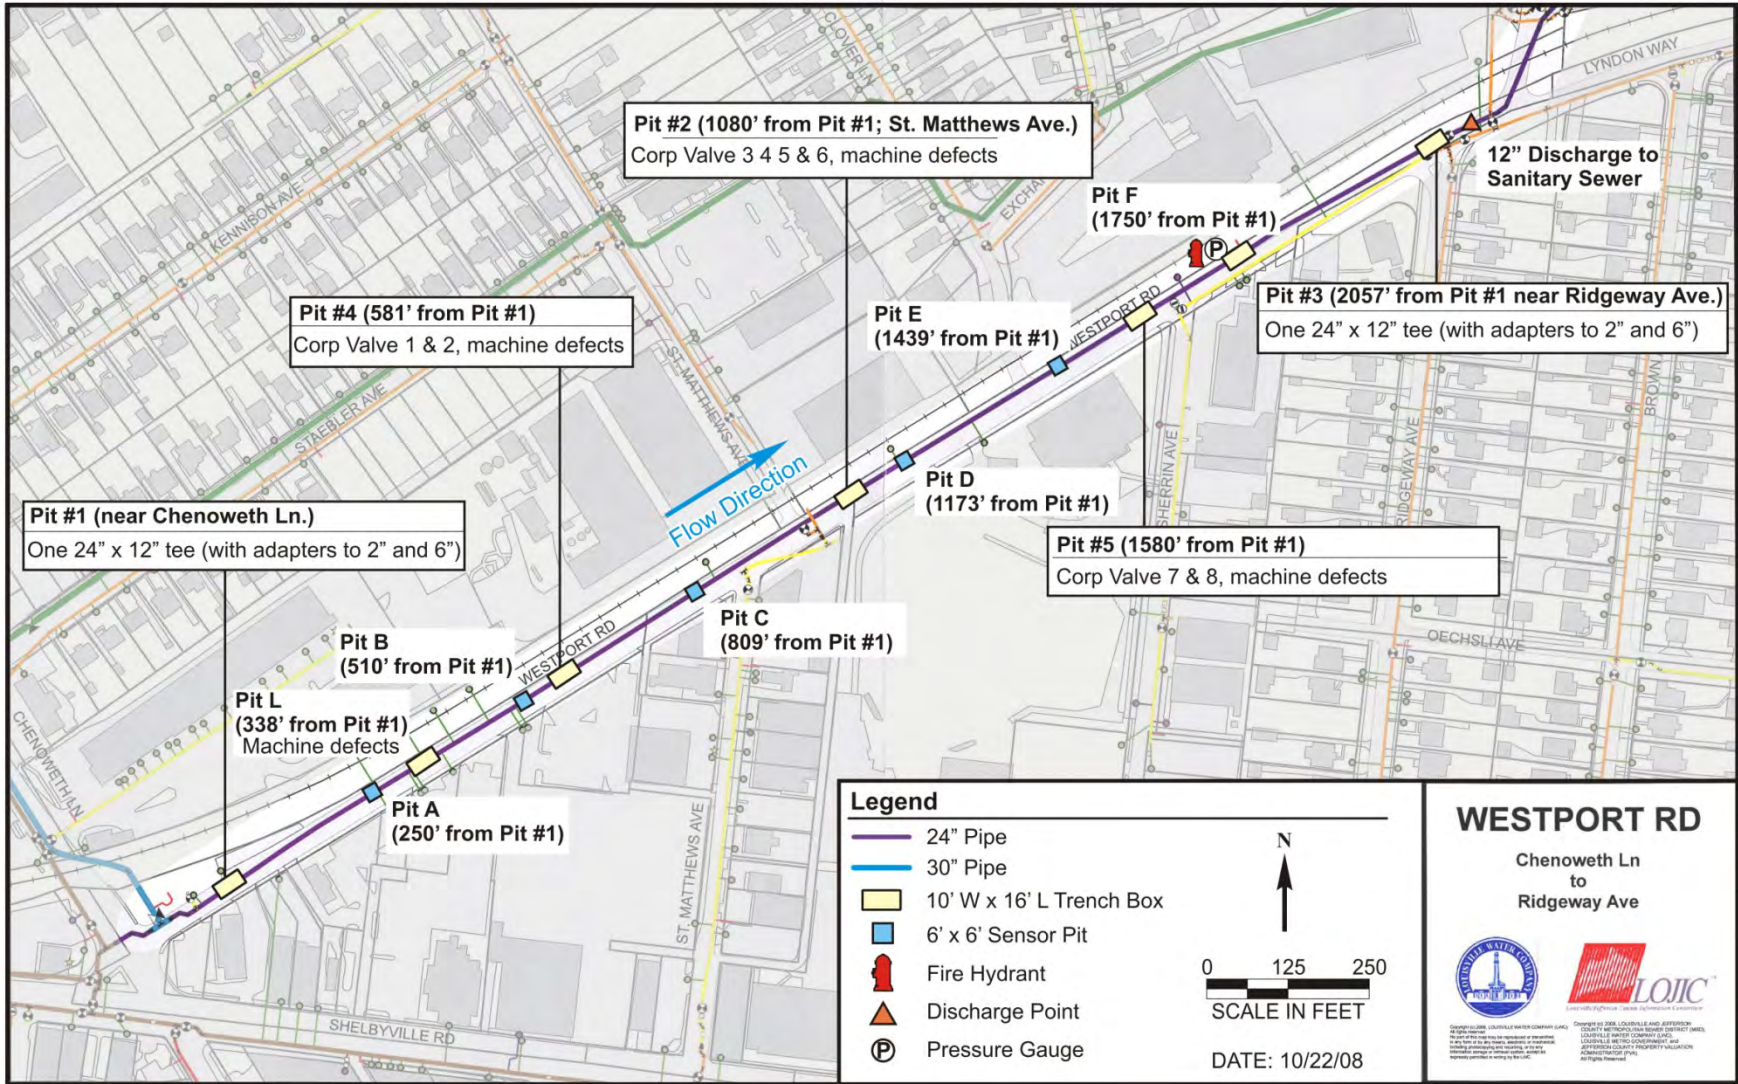 CLOVER LN
LYNDON WAY
Pit #2 (1080’ from Pit #1; St. Matthews Ave.)
Corp Valve 3 4 5 & 6, machine defects
12” Discharge to
Sanitary Sewer
KENNISON AVE
Pit F
(1750’ from Pit #1)
P
Pit #4 (581’ from Pit #1)
Corp Valve 1 & 2, machine defects
Pit E
(1439’ from Pit #1)
WESTPORT RD
Pit #3 (2057’ from Pit #1 near Ridgeway Ave.)
One 24” x 12” tee (with adapters to 2” and 6”)
STAEBLER AVE
ST. MATTHEWS AVE
BROWN
RIDGEWAY AVE
SHERRIN AVE
Flow Direction
Pit D
(1173’ from Pit #1)
Pit #1 (near Chenoweth Ln.)
One 24” x 12” tee (with adapters to 2” and 6”)
Pit #5 (1580’ from Pit #1)
Corp Valve 7 & 8, machine defects
Pit C
(809’ from Pit #1)
OECHSLI AVE
Pit B
(510’ from Pit #1)
WESTPORT RD
Pit L
(338’ from Pit #1)
Machine defects
CHENOWETH LN
Pit A
(250’ from Pit #1)
ST. MATTHEWS AVE
SHELBYVILLE RD
Legend
24” Pipe
30” Pipe
10’ W x 16’ L Trench Box
6’ x 6’ Sensor Pit
Fire Hydrant
Discharge Point
P Pressure Gauge
N
0 125 250
SCALE IN FEET
DATE: 10/22/08
WESTPORT RD
Chenoweth Ln
to
Ridgeway Ave
LOUISVILLE WATER COMPANY
LOJIC